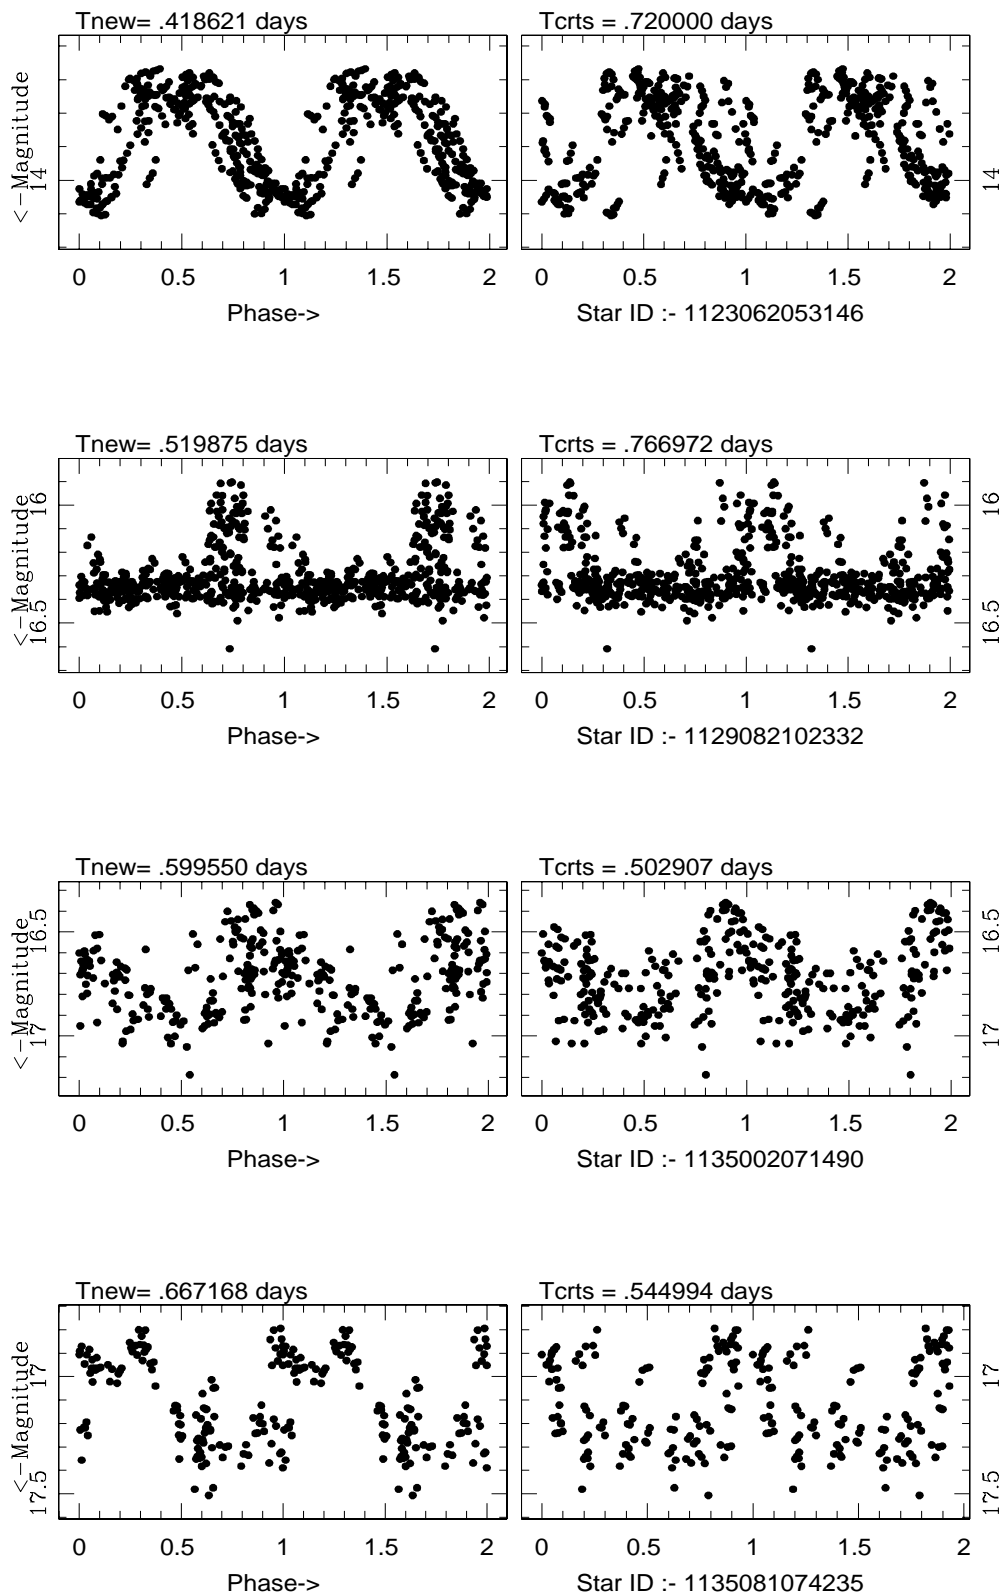 Tnew= .418621 days Tcrts = .720000 days
<-Magnitude
14 14
0 0.5 1 1.5 2 0 0.5 1 1.5 2
Phase-> Star ID :- 1123062053146
Tnew= .519875 days Tcrts = .766972 days
<-Magnitude
16 16
16.5 16.5
0 0.5 1 1.5 2 0 0.5 1 1.5 2
Phase-> Star ID :- 1129082102332
Tnew= .599550 days Tcrts = .502907 days
<-Magnitude
16.5 16.5
17 17
0 0.5 1 1.5 2 0 0.5 1 1.5 2
Phase-> Star ID :- 1135002071490
Tnew= .667168 days Tcrts = .544994 days
<-Magnitude
17 17
17.5 17.5
0 0.5 1 1.5 2 0 0.5 1 1.5 2
Phase-> Star ID :- 1135081074235